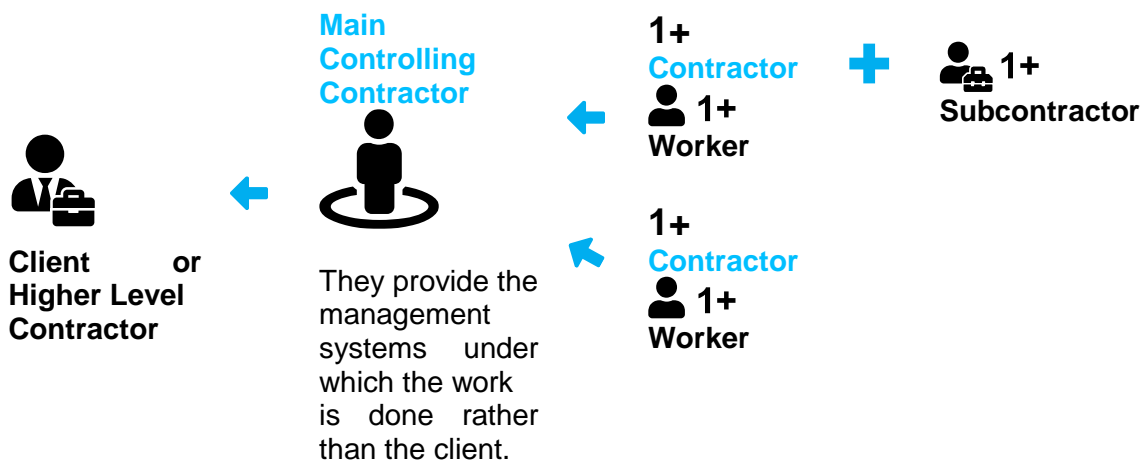 Client or
Higher Level
Contractor
Main
Controlling
Contractor
They provide the
management
systems under
which the work
is done rather
than the client.
1+
Contractor
1+
Worker
1+
Subcontractor
1+
Contractor
1+
Worker